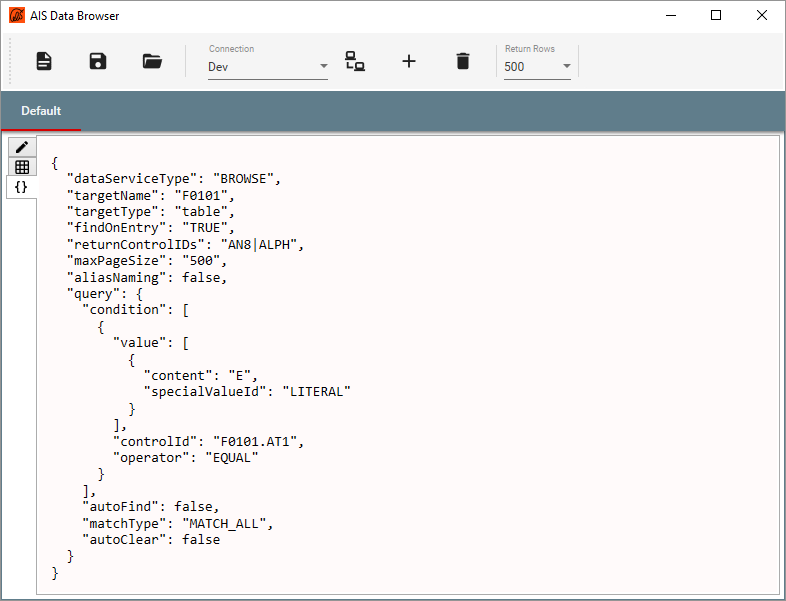 AIS Data Browser
Connection
Dev
Return Rows
500
Default
{}
{
  "dataServiceType": "BROWSE",
  "targetName": "F0101",
  "targetType": "table",
  "findOnEntry": "TRUE",
  "returnControlIDs": "AN8|ALPH",
  "maxPageSize": "500",
  "aliasNaming": false,
  "query": {
    "condition": [
      {
        "value": [
          {
            "content": "E",
            "specialValueId": "LITERAL"
          }
        ],
        "controlId": "F0101.AT1",
        "operator": "EQUAL"
      }
    ],
    "autoFind": false,
    "matchType": "MATCH_ALL",
    "autoClear": false
  }
}